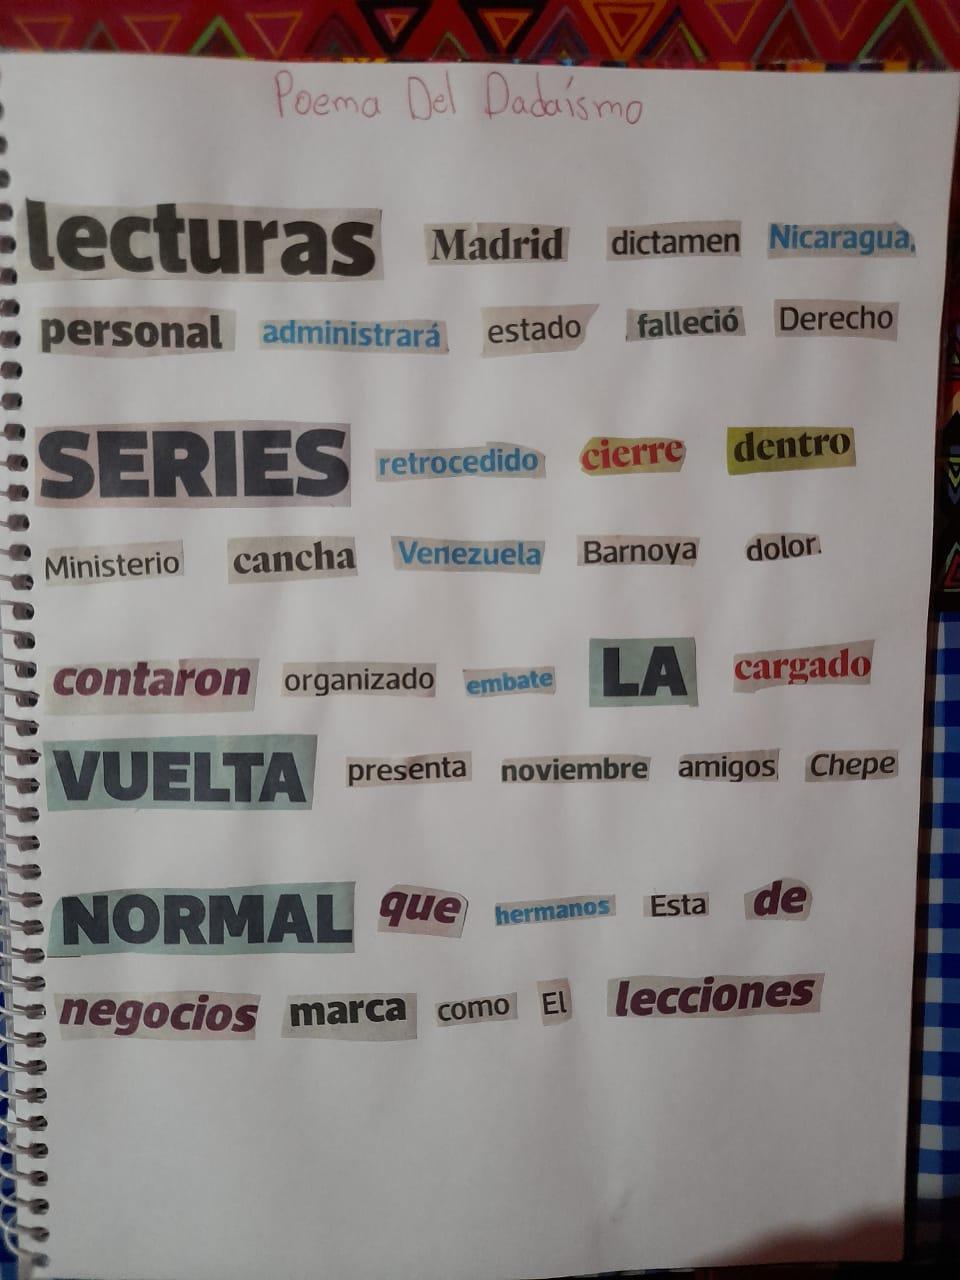 Poema Del Dadaísmo
lecturas Madrid dictamen Nicaragua,
personal administrará estado falleció Derecho
SERIES retrocedido cierre dentro
Ministerio cancha Venezuela Barnoya dolor.
contaron organizado embate LA cargado
VUELTA presenta noviembre amigos Chepe
NORMAL que hermanos Esta de
negocios marca como El lecciones